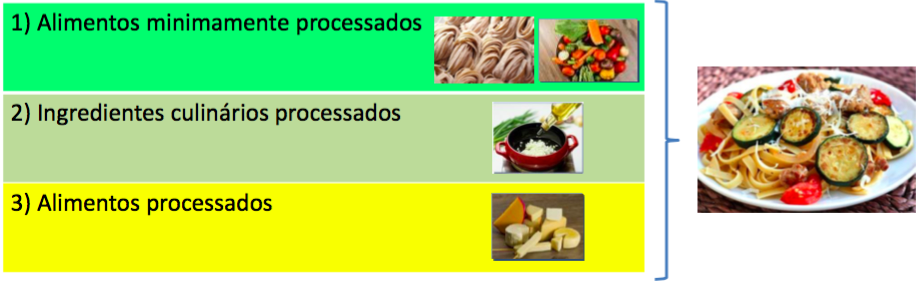 1) Alimentos minimamente processados
2) Ingredientes culinários processados
3) Alimentos processados